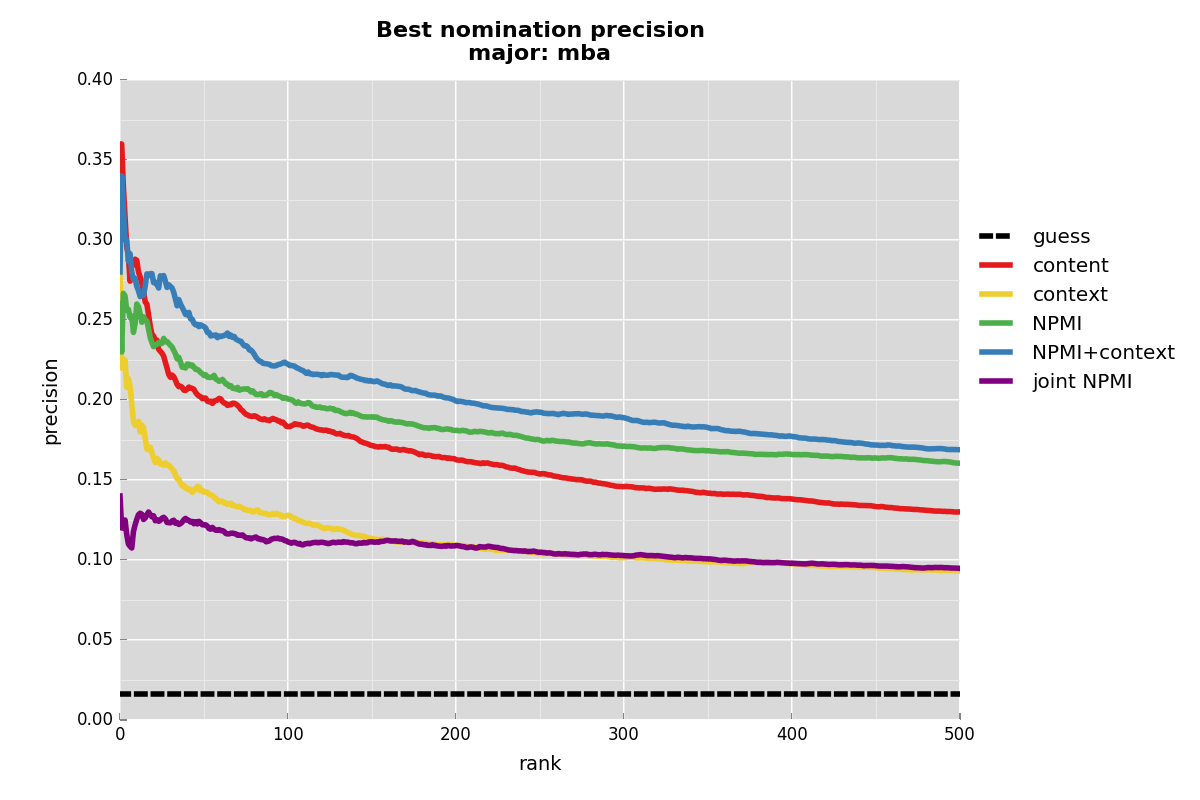 Best nomination precision
major: mba
precision
0.40
0.35
0.30
0.25
0.20
0.15
0.10
0.05
0.00
0
100
200
300
400
500
rank
guess
content
context
NPMI
NPMI+context
joint NPMI